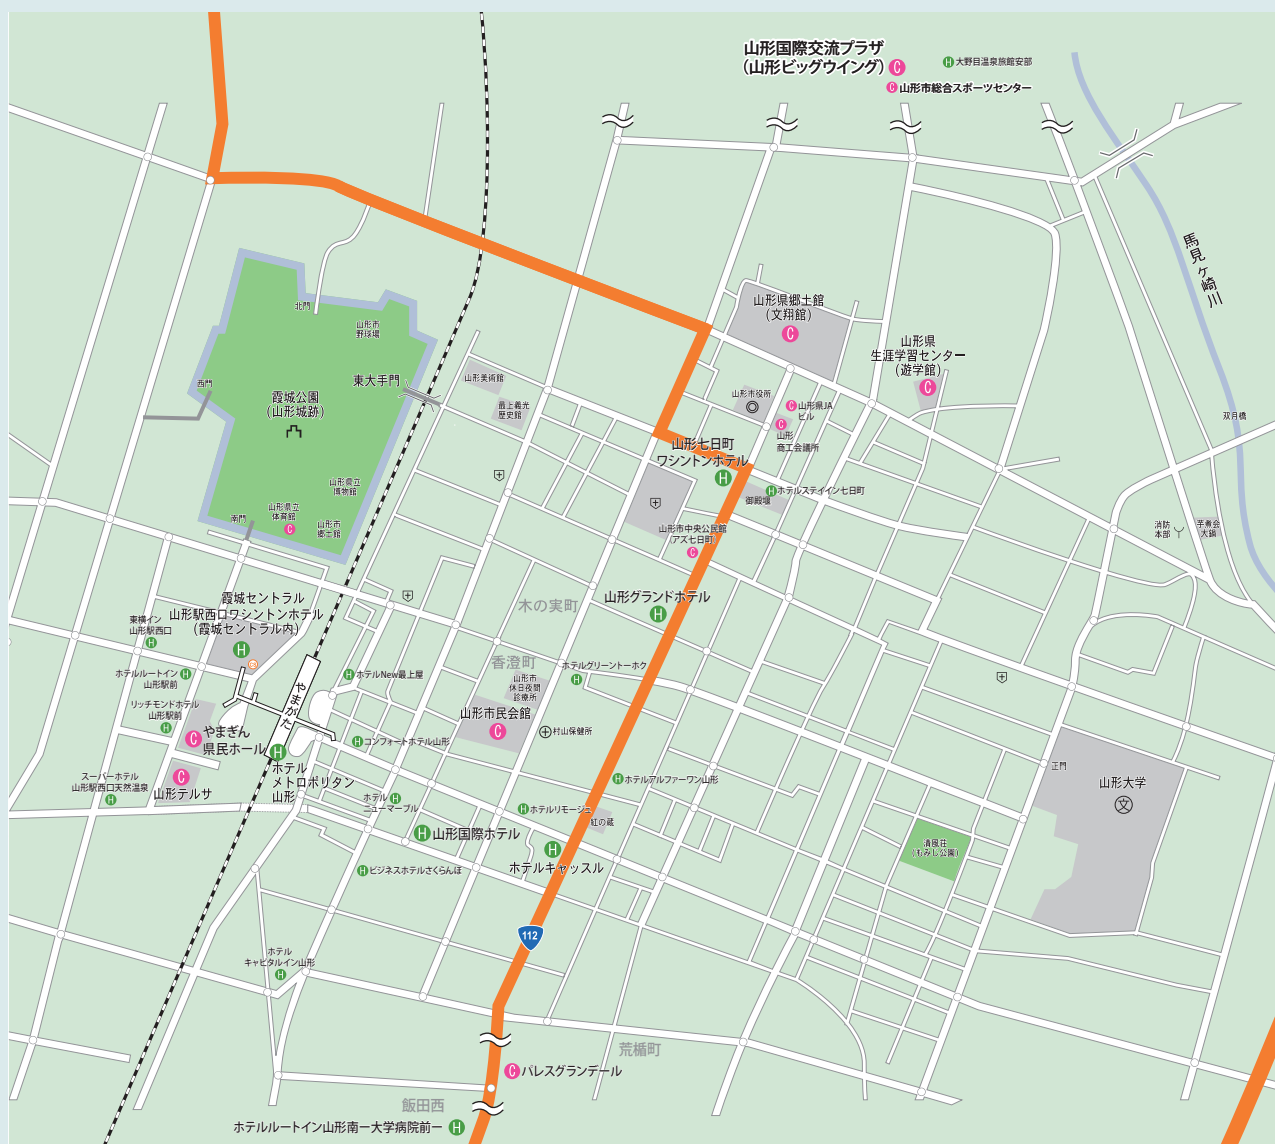 山形国際交流プラザ
(山形ビッグウイング)
C
H
大野目温泉旅館安部
C
山形市総合スポーツセンター
馬見ヶ崎川
北門
山形市
野球場
山形県郷土館
(文翔館)
C
山形県
生涯学習センター
(遊学館)
C
西門
東大手門
山形美術館
霞城公園
(山形城跡)
最上義光
歴史館
山形市役所
C
山形県JA
ビル
C
山形
商工会議所
双月橋
山形七日町
ワシントンホテル
H
山形県立
博物館
H
ホテルステイイン七日町
御殿堰
山形県立
体育館
C
南門
山形市
郷土館
山形市中央公民館
(アズ七日町)
C
消防
本部
芋煮会
大鍋
霞城セントラル
山形駅西口ワシントンホテル
(霞城セントラル内)
H
木の実町
山形グランドホテル
H
東横イン
山形駅西口
H
香澄町
ホテルグリーントーホク
H
ホテルルートイン
山形駅前
H
H
ホテルNew最上屋
山形市
休日夜間
診療所
やまがた
リッチモンドホテル
山形駅前
H
山形市民会館
C
C
やまぎん
県民ホール
H
コンフォートホテル山形
村山保健所
H
ホテル
メトロポリタン
山形
正門
山形大学
文
スーパーホテル
山形駅西口天然温泉
H
C
山形テルサ
H
ホテルアルファーワン山形
ホテル
ニューマーブル
H
H
ホテルリモージュ
紅の蔵
H
山形国際ホテル
H
ホテルキャッスル
清風荘
(もみじ公園)
H
ビジネスホテルさくらんぼ
112
ホテル
キャピタルイン山形
H
荒楯町
C
パレスグランデール
飯田西
ホテルルートイン山形南ー大学病院前ー
H